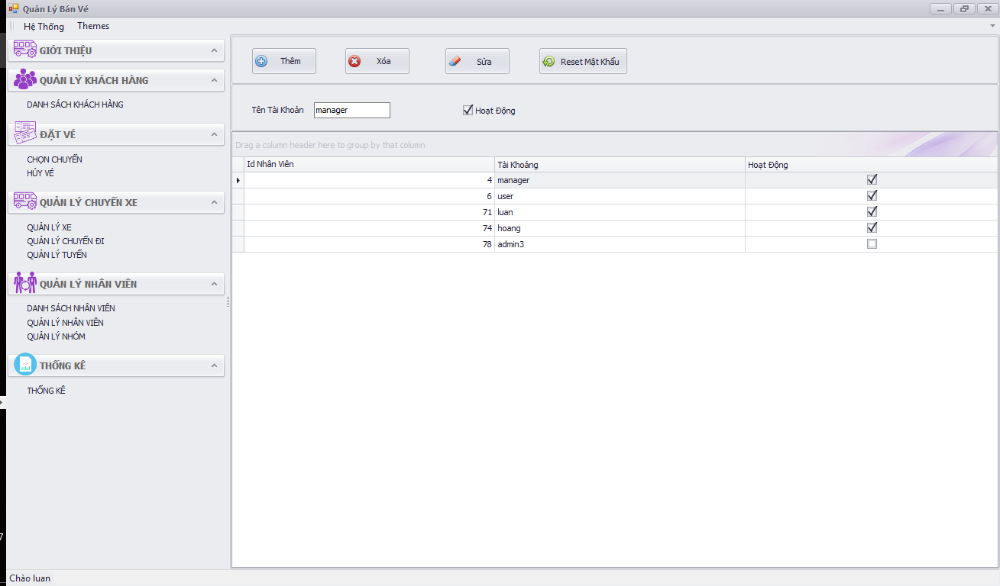 Quản Lý Bán Vé
Hệ Thống Themes
GIỚI THIỆU
QUẢN LÝ KHÁCH HÀNG
DANH SÁCH KHÁCH HÀNG
ĐẶT VÉ
CHỌN CHUYẾN
HỦY VÉ
QUẢN LÝ CHUYẾN XE
QUẢN LÝ XE
QUẢN LÝ CHUYẾN ĐI
QUẢN LÝ TUYẾN
QUẢN LÝ NHÂN VIÊN
DANH SÁCH NHÂN VIÊN
QUẢN LÝ NHÂN VIÊN
QUẢN LÝ NHÓM
THỐNG KÊ
THỐNG KÊ
Thêm Xóa Sửa Reset Mật Khẩu
Tên Tài Khoản manager Hoạt Động
Drag a column header here to group by that column
Id Nhân Viên Tài Khoảng Hoạt Động
4 manager
6 user
71 luan
74 hoang
78 admin3
7
Chào luan